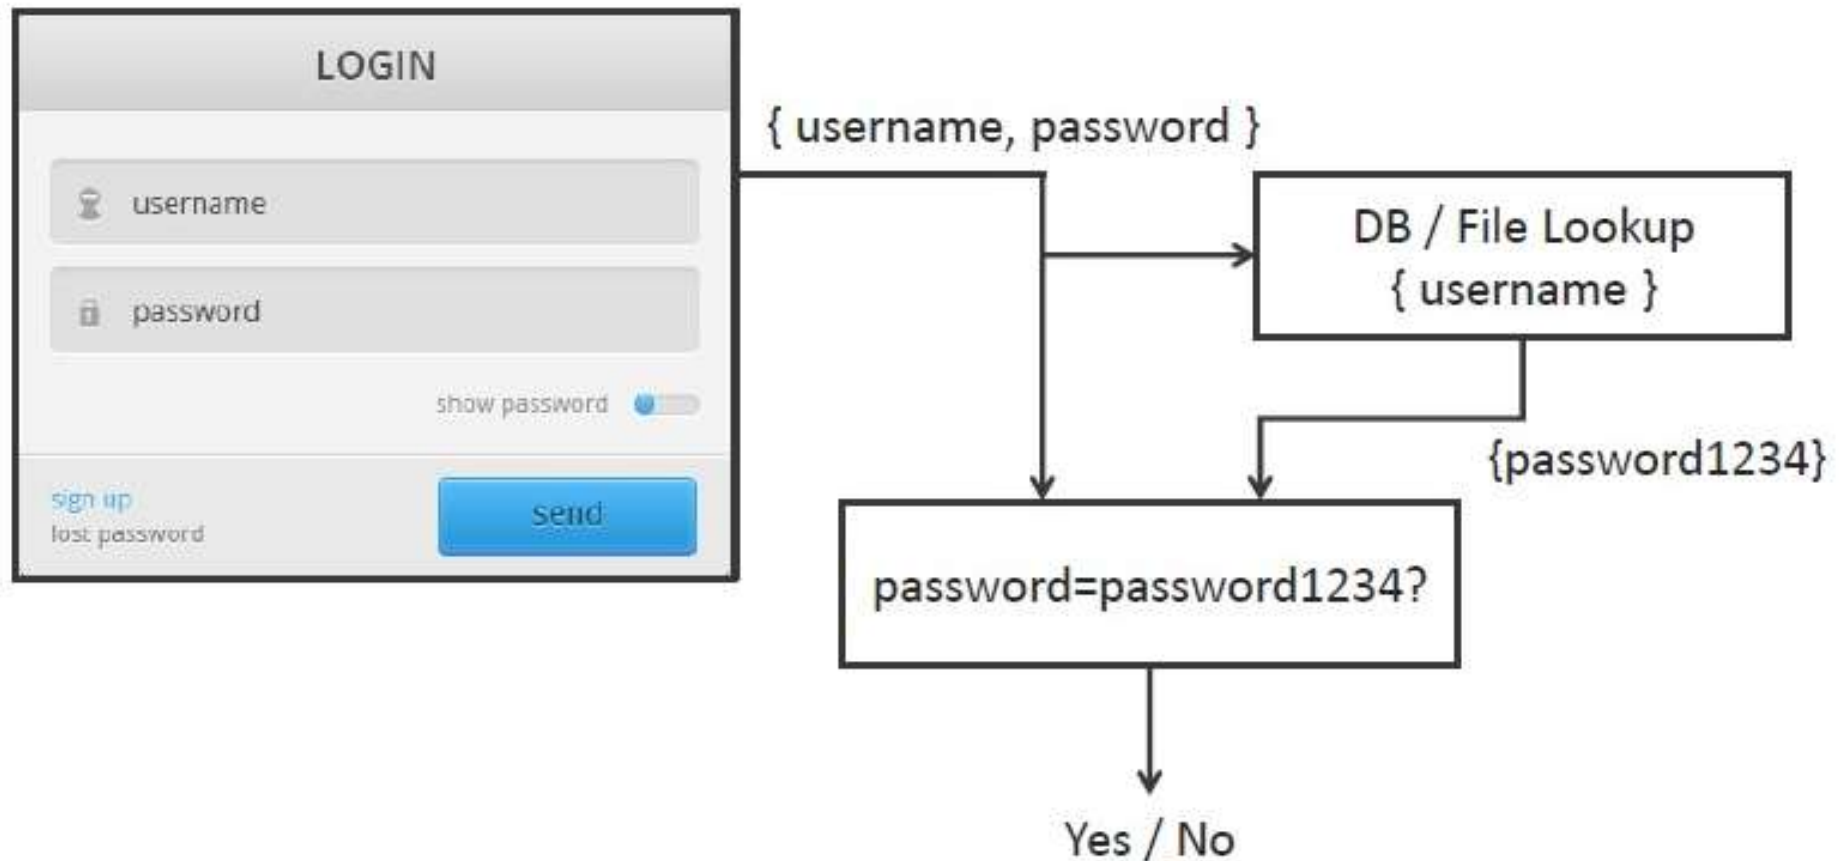 LOGIN
username
password
show password
sign up
lost password
send
{ username, password }
DB / File Lookup
{ username }
{password1234}
password=password1234?
Yes / No